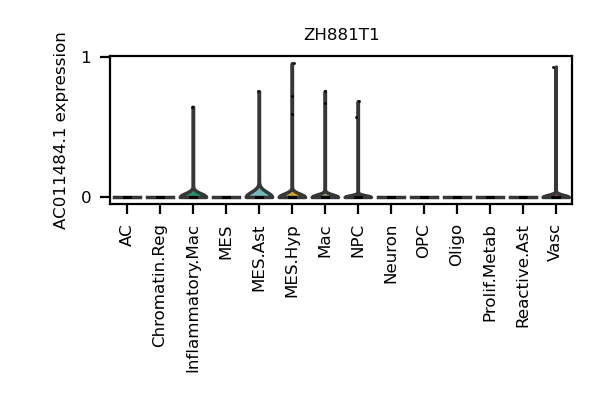 ZH881T1
AC011484.1 expression
1
0
AC
Chromatin.Reg
Inflammatory.Mac
MES
MES.Ast
MES.Hyp
Mac
NPC
Neuron
OPC
Oligo
Prolif.Metab
Reactive.Ast
Vasc